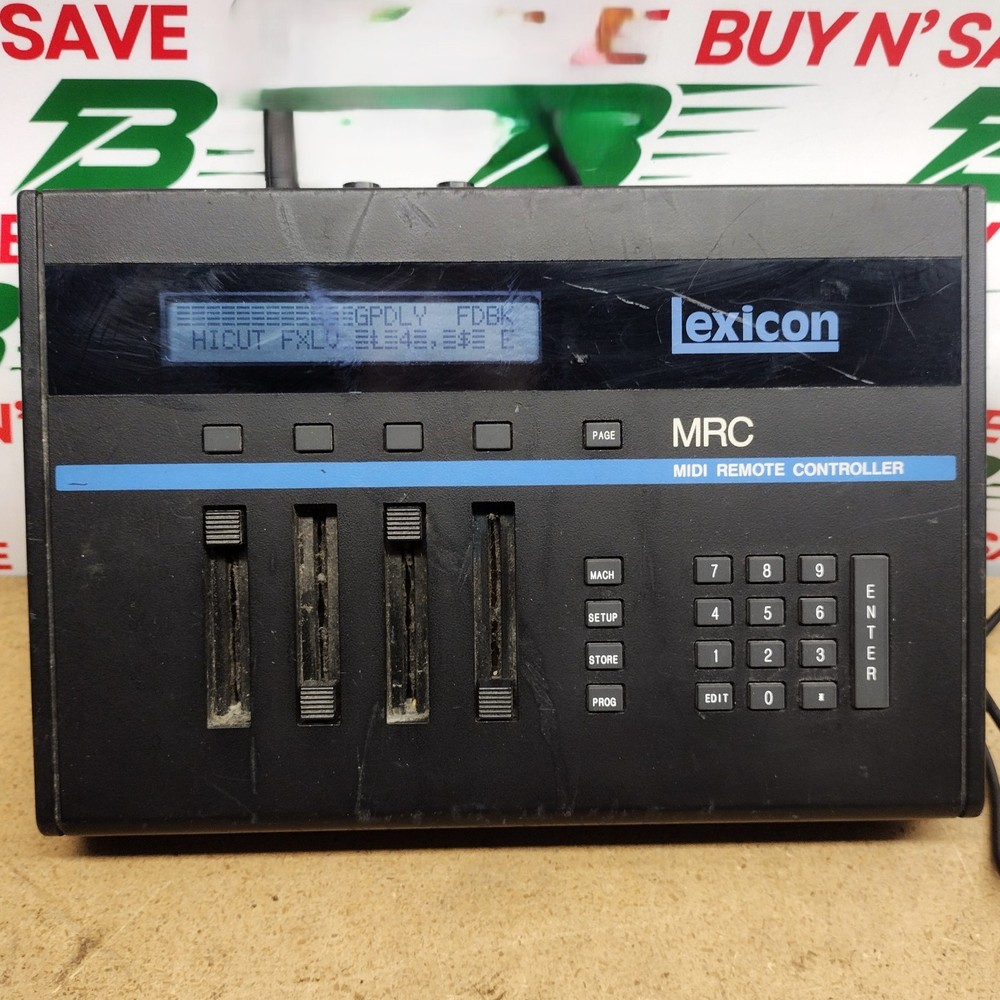 SAVE
BUY N' SA
GPDLY FDBK
HICUT FXLV
Lexicon
PAGE
MRC
MIDI REMOTE CONTROLLER
MACH
7 8 9
SETUP
4 5 6
STORE
1 2 3
PROG
EDIT 0
ENTER